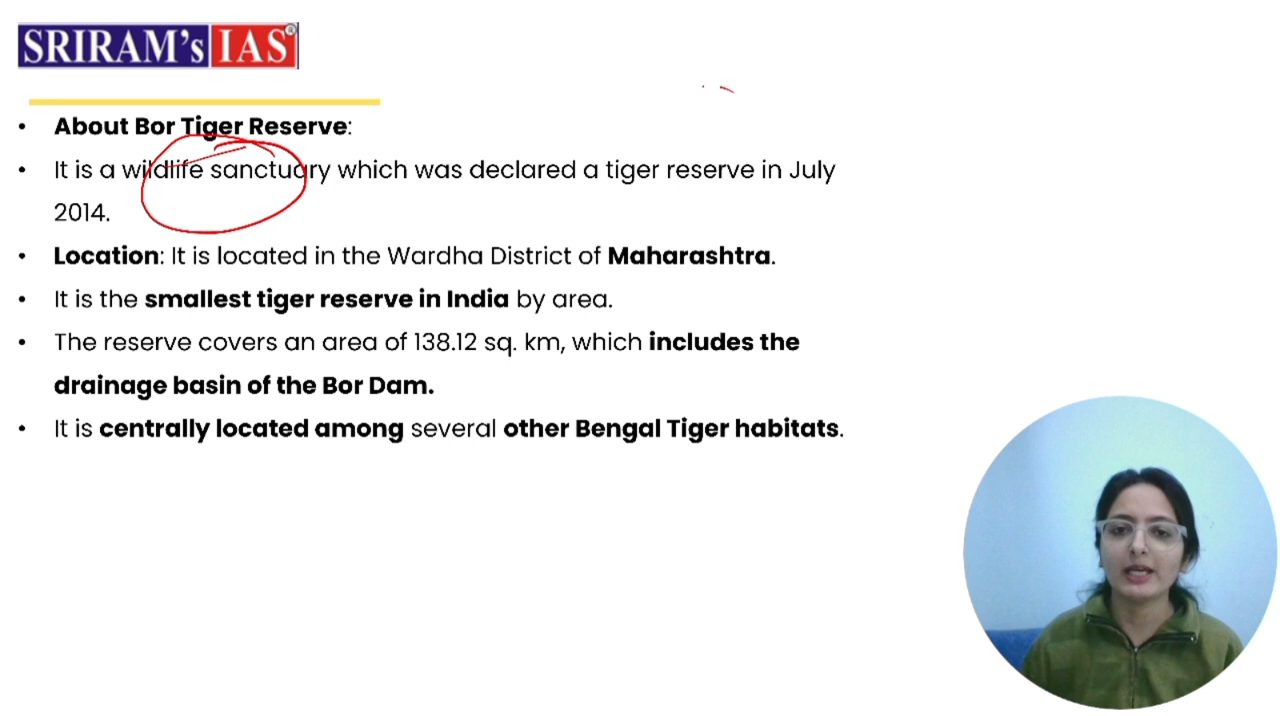 SRIRAM's IAS®
• About Bor Tiger Reserve:
• It is a wildlife sanctuary which was declared a tiger reserve in July
2014.
• Location: It is located in the Wardha District of Maharashtra.
• It is the smallest tiger reserve in India by area.
• The reserve covers an area of 138.12 sq. km, which includes the
drainage basin of the Bor Dam.
• It is centrally located among several other Bengal Tiger habitats.